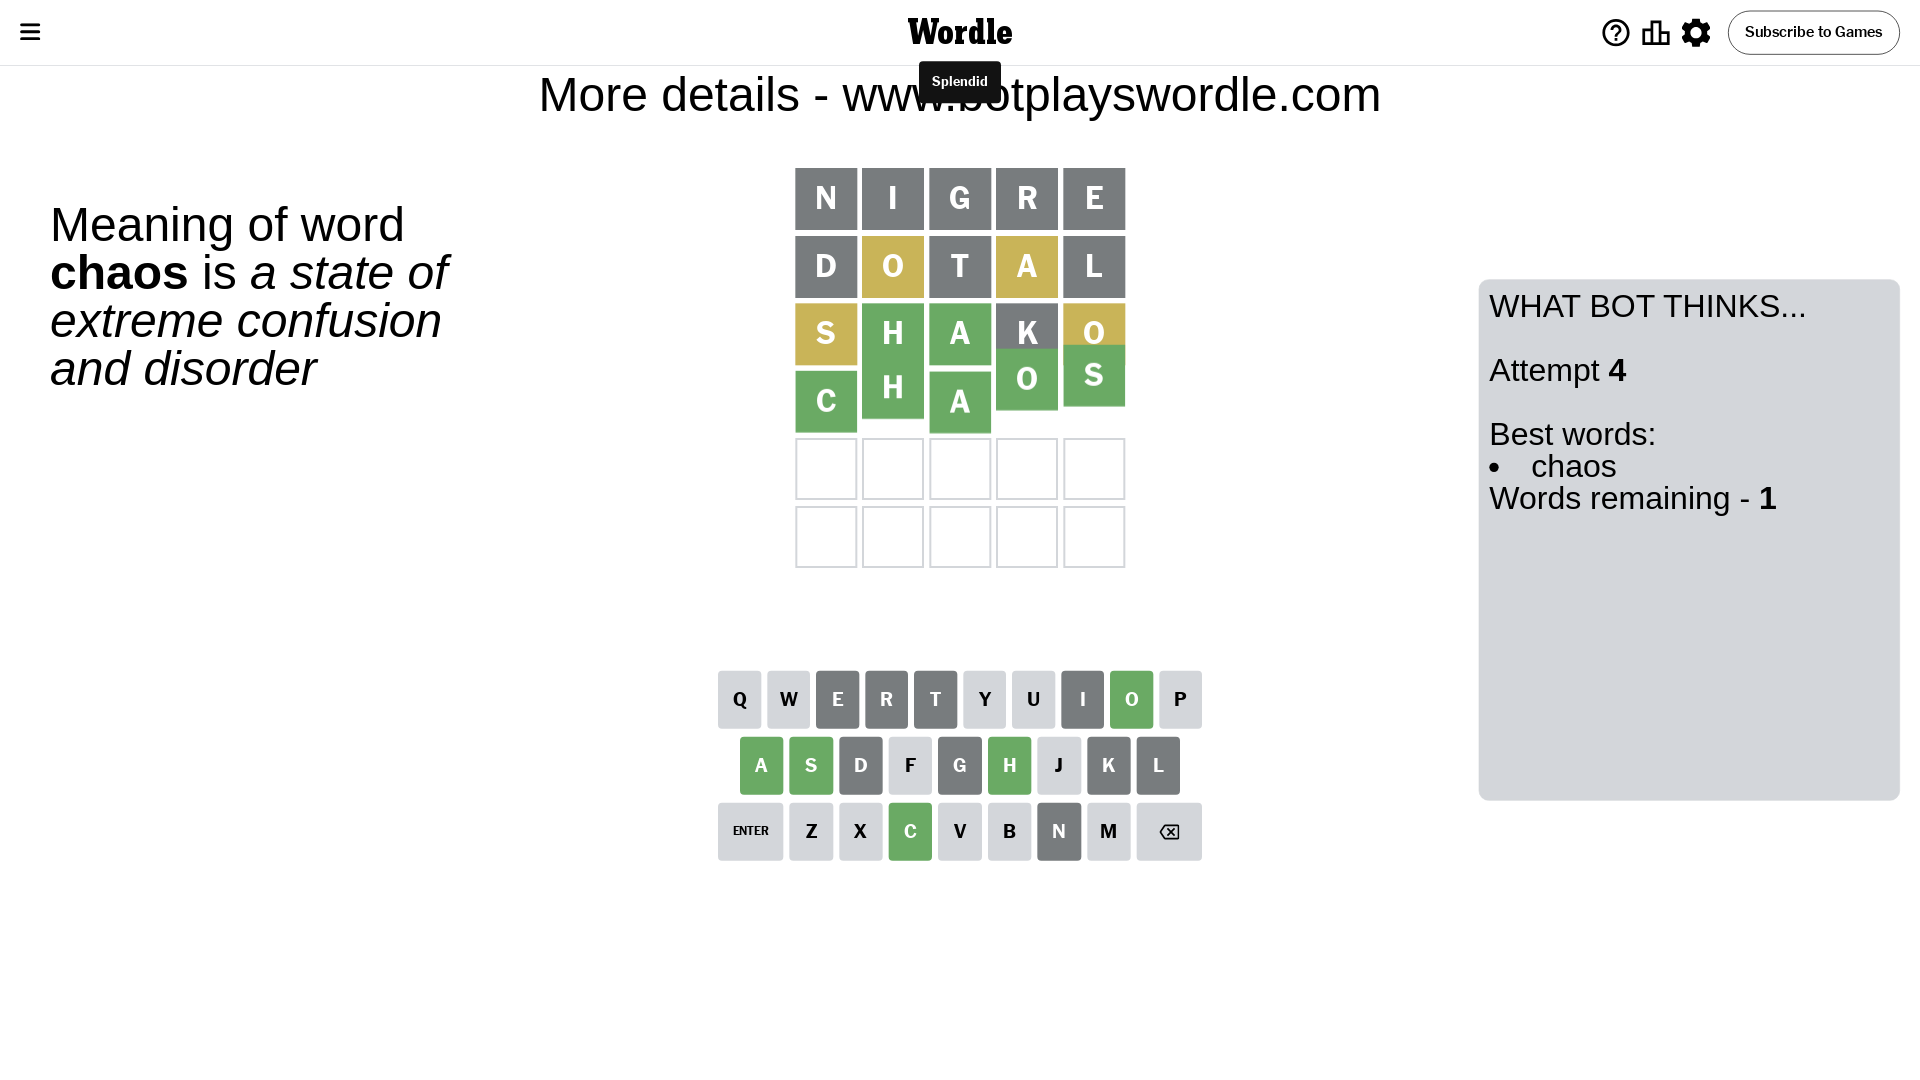 Wordle
Subscribe to Games
Splendid
More details - www.botplayswordle.com
Meaning of word
chaos is a state of
extreme confusion
and disorder
N I G R E
D O T A L
S H A K O
C H A O S
WHAT BOT THINKS...
Attempt 4
Best words:
• chaos
Words remaining - 1
Q W E R T Y U I O P
A S D F G H J K L
ENTER Z X C V B N M